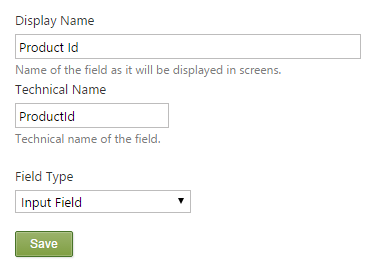 Display Name
Product Id
Name of the field as it will be displayed in screens.
Technical Name
ProductId
Technical name of the field.
Field Type
Input Field
Save